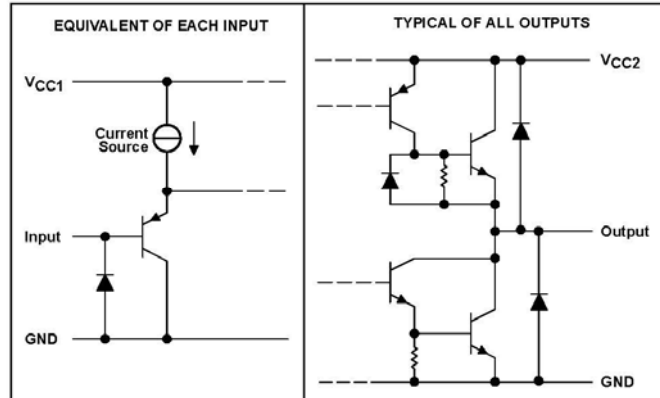 EQUIVALENT OF EACH INPUT
VCC1
Current
Source
Input
GND
TYPICAL OF ALL OUTPUTS
VCC2
Output
GND